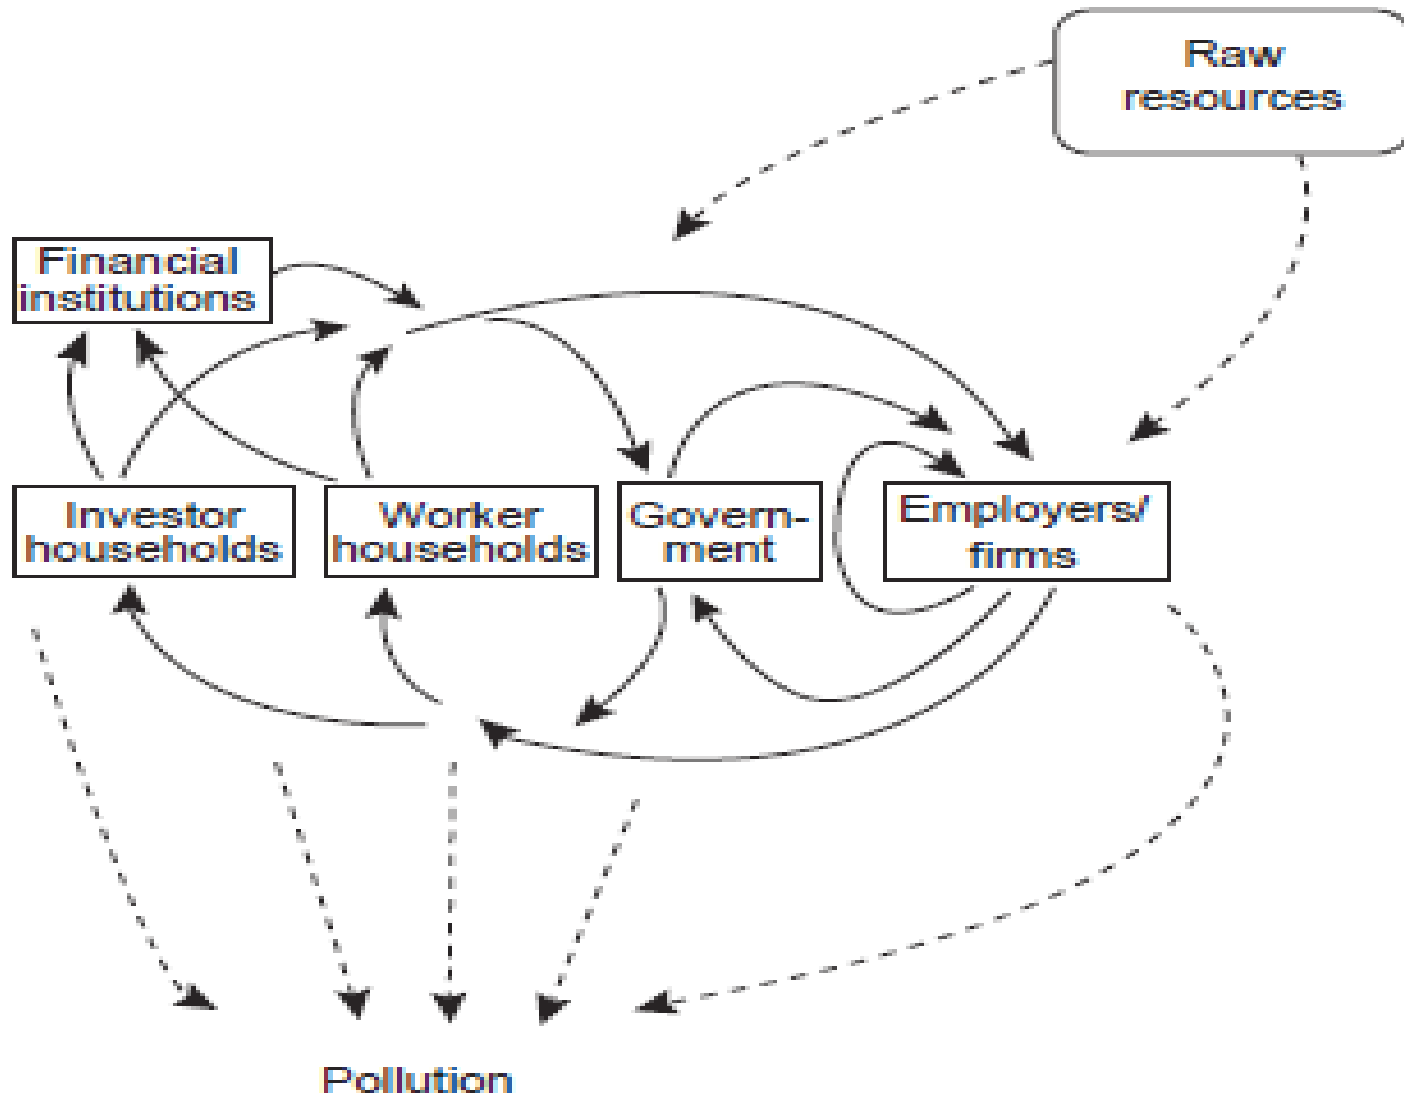 Raw
resources
Financial
institutions
Investor
households
Worker
households
Govern-
ment
Employers/
firms
Pollution